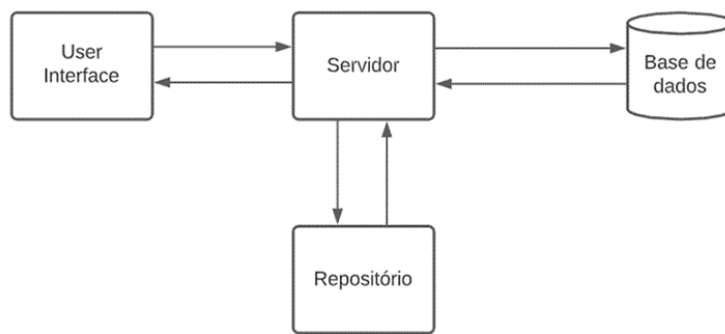 User
Interface
Servidor
Base de
dados
Repositório